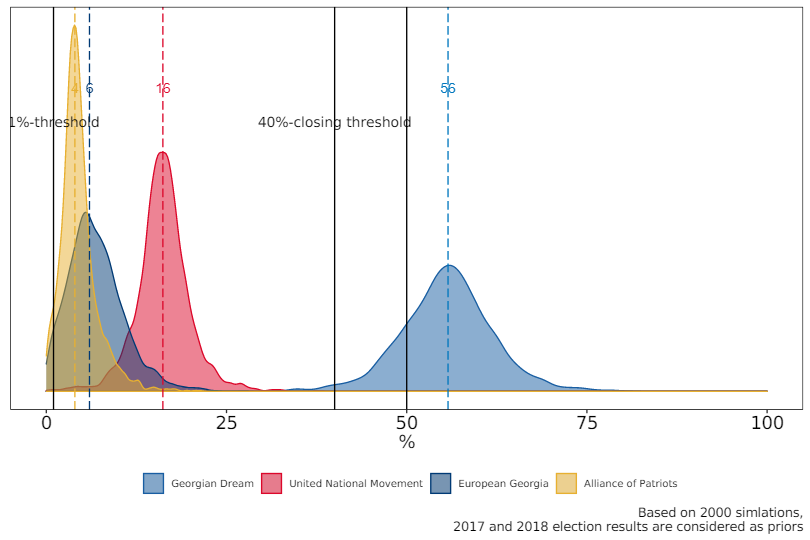 4 6 16 56
1%-threshold 40%-closing threshold
0 25 50 75 100
%
Georgian Dream United National Movement European Georgia Alliance of Patriots
Based on 2000 simlations,
2017 and 2018 election results are considered as priors